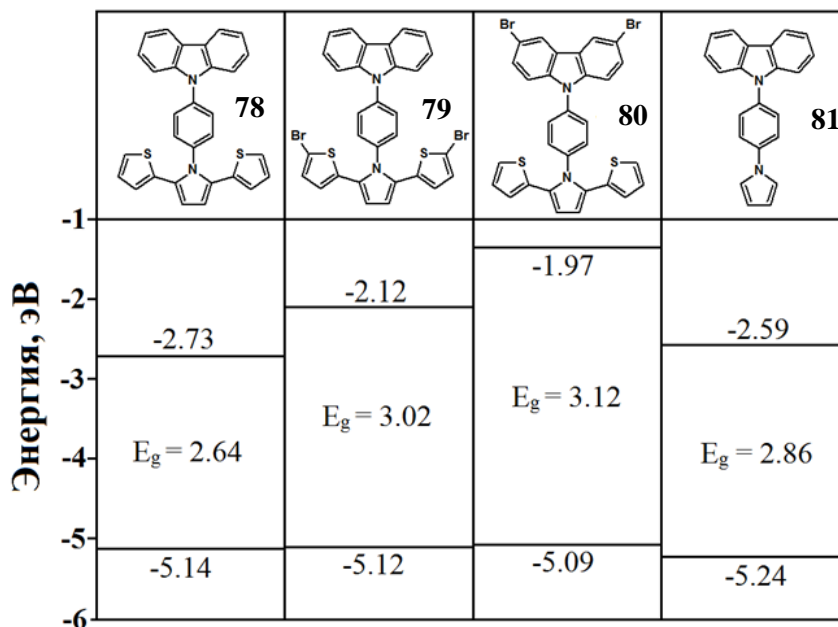 Br Br
N N N N
78 79 80 81
Br Br
S N S S N S S N S N
-1
-1.97
-2.12
-2
-2.59
-2.73
-3
E_g = 3.12
E_g = 3.02
E_g = 2.64 E_g = 2.86
-4
-5
-5.14 -5.12 -5.09 -5.24
-6
Энергия, эВ